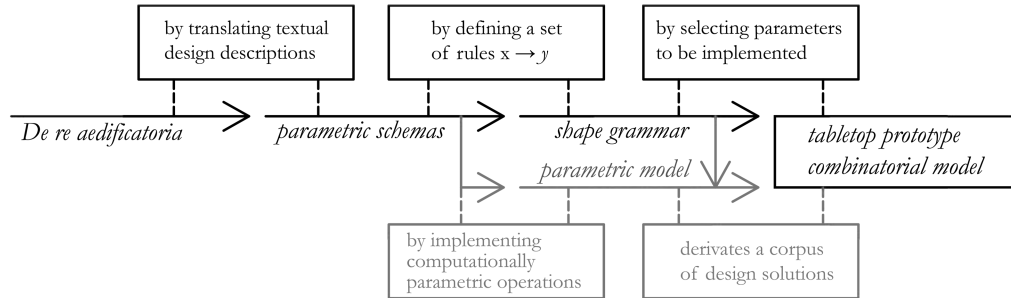 by translating textual
design descriptions
by defining a set
of rules x → y
by selecting parameters
to be implemented
De re aedificatoria
parametric schemas
shape grammar
tabletop prototype
combinatorial model
parametric model
by implementing
computationally
parametric operations
derivates a corpus
of design solutions